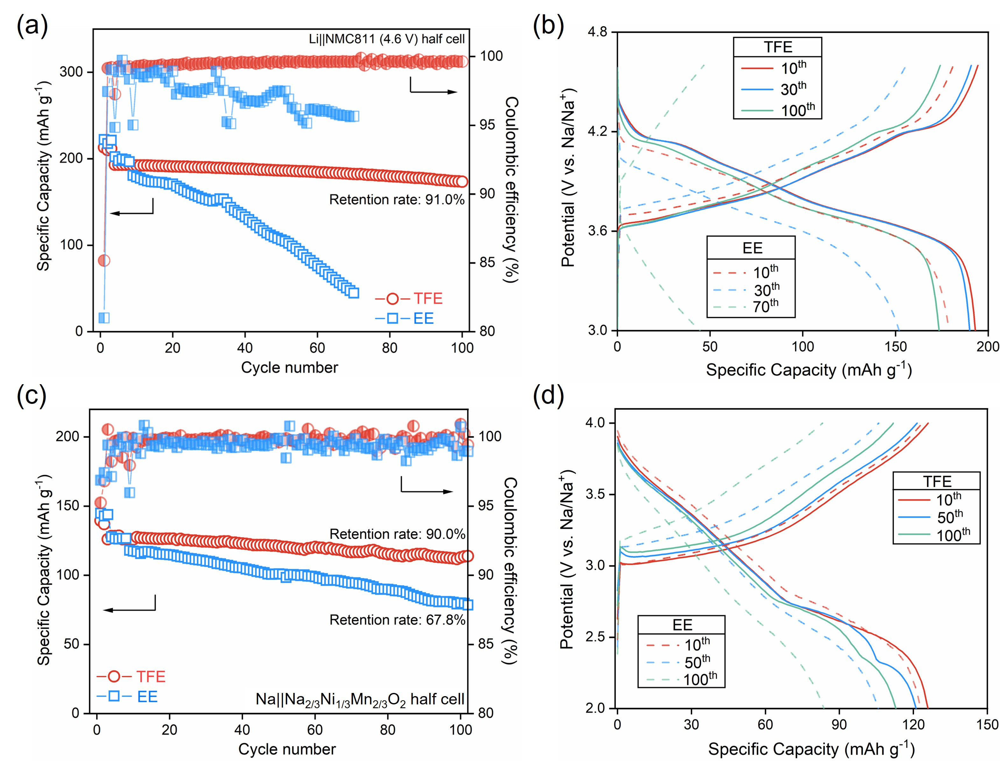 (a)
Li||NMC811 (4.6 V) half cell
Specific Capacity (mAh g⁻¹)
300
200
100
0
Coulombic efficiency (%)
100
95
90
85
80
Retention rate: 91.0%
TFE
EE
0 20 40 60 80 100
Cycle number
(b)
Potential (V vs. Na/Na⁺)
4.8
4.2
3.6
3.0
TFE
10th
30th
100th
EE
10th
30th
70th
0 50 100 150 200
Specific Capacity (mAh g⁻¹)
(c)
Specific Capacity (mAh g⁻¹)
200
150
100
50
0
Coulombic efficiency (%)
100
95
90
85
80
Retention rate: 90.0%
Retention rate: 67.8%
TFE
EE
Na||Na₂/₃Ni₁/₃Mn₂/₃O₂ half cell
0 20 40 60 80 100
Cycle number
(d)
Potential (V vs. Na/Na⁺)
4.0
3.5
3.0
2.5
2.0
TFE
10th
50th
100th
EE
10th
50th
100th
0 30 60 90 120 150
Specific Capacity (mAh g⁻¹)